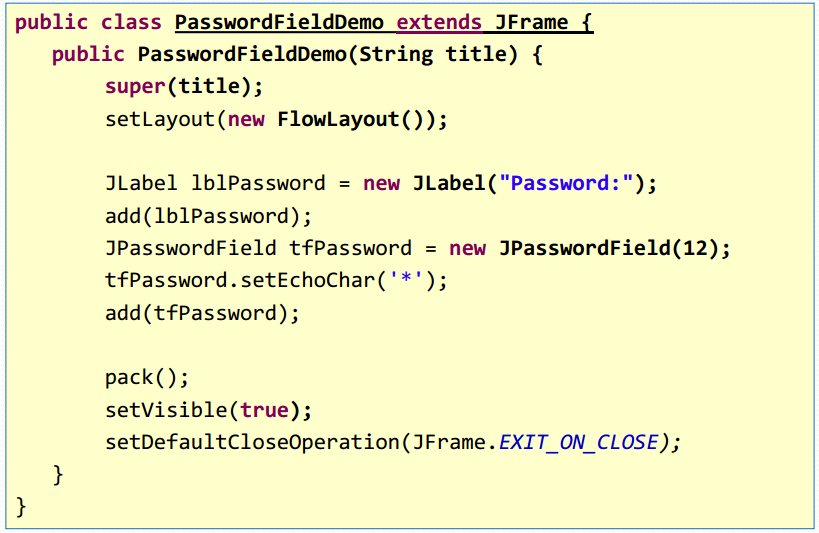 public class PasswordFieldDemo extends JFrame {
public PasswordFieldDemo(String title) {
super(title);
setLayout(new FlowLayout());
JLabel lblPassword = new JLabel("Password:");
add(lblPassword);
JPasswordField tfPassword = new JPasswordField(12);
tfPassword.setEchoChar('*');
add(tfPassword);
pack();
setVisible(true);
setDefaultCloseOperation(JFrame.EXIT_ON_CLOSE);
}
}